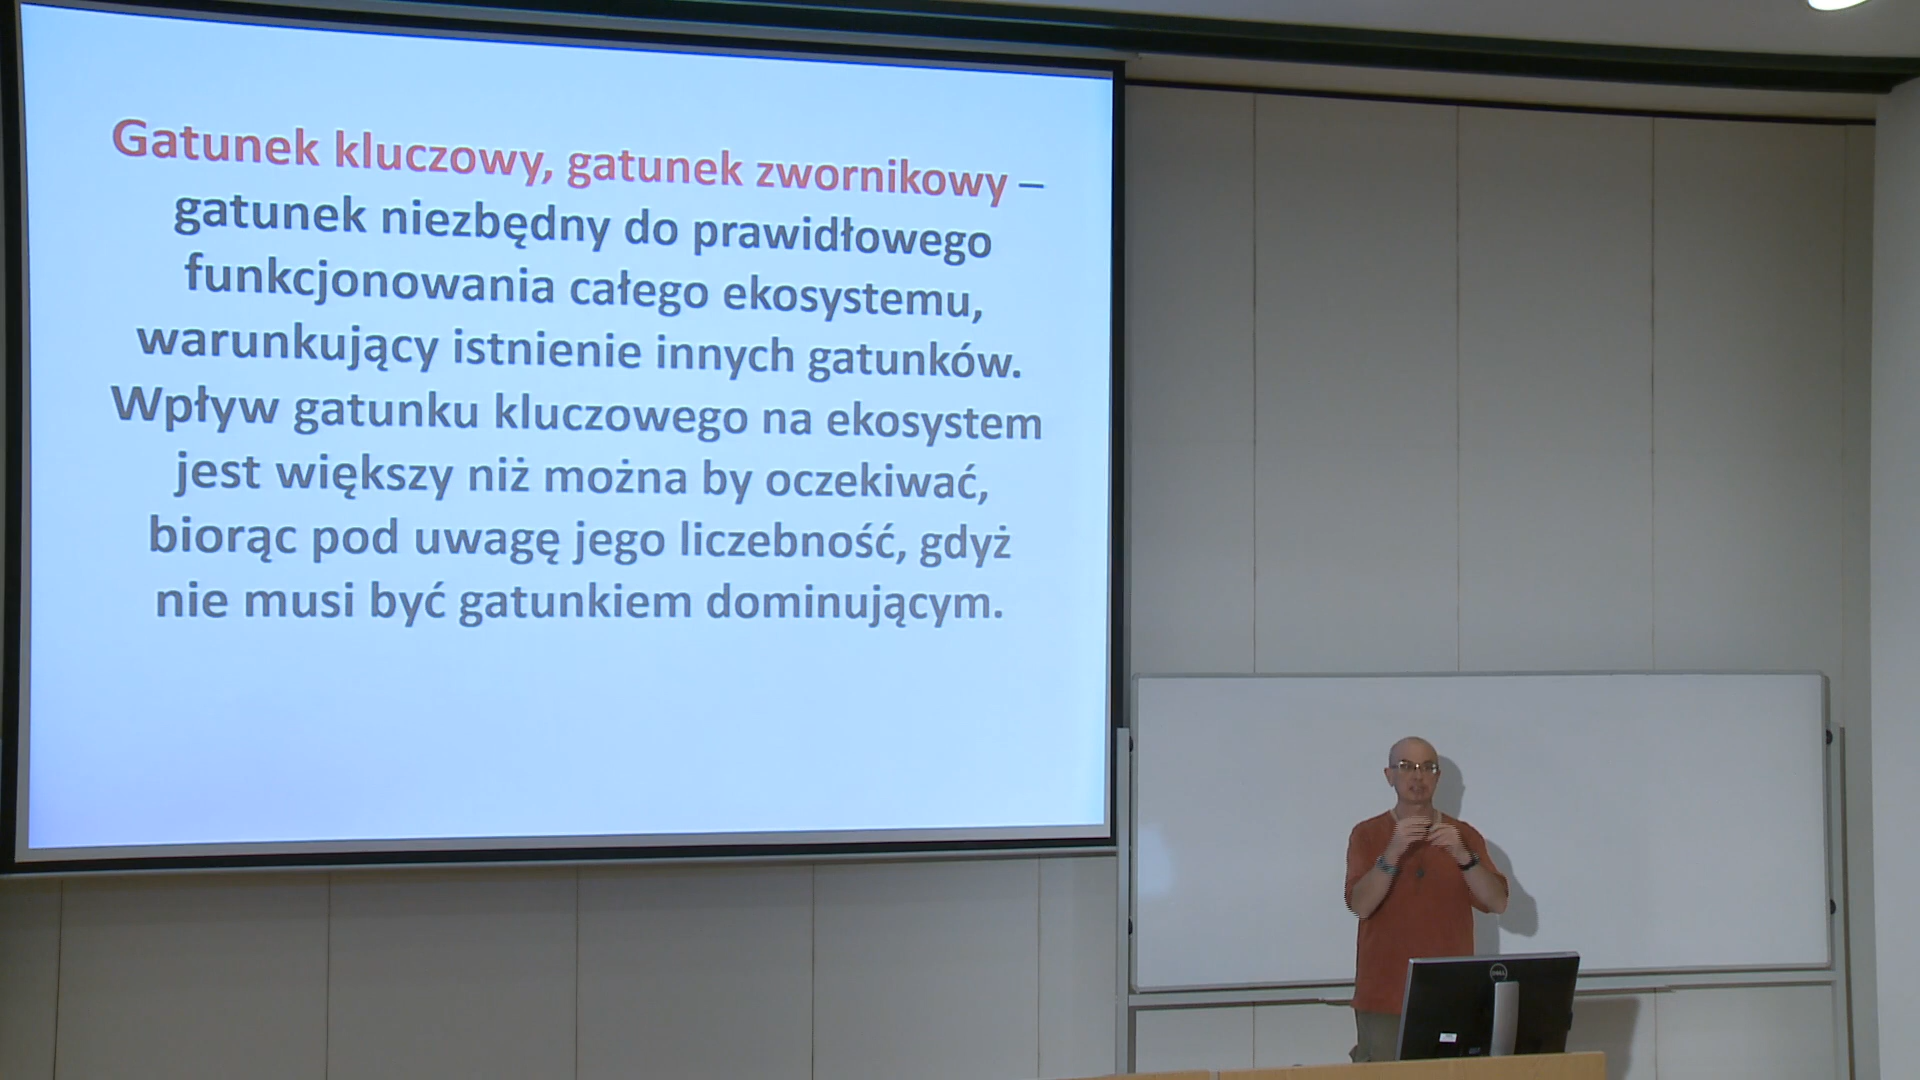 Gatunek kluczowy, gatunek zwornikowy –
gatunek niezbędny do prawidłowego
funkcjonowania całego ekosystemu,
warunkujący istnienie innych gatunków.
Wpływ gatunku kluczowego na ekosystem
jest większy niż można by oczekiwać,
biorąc pod uwagę jego liczebność, gdyż
nie musi być gatunkiem dominującym.
DELL